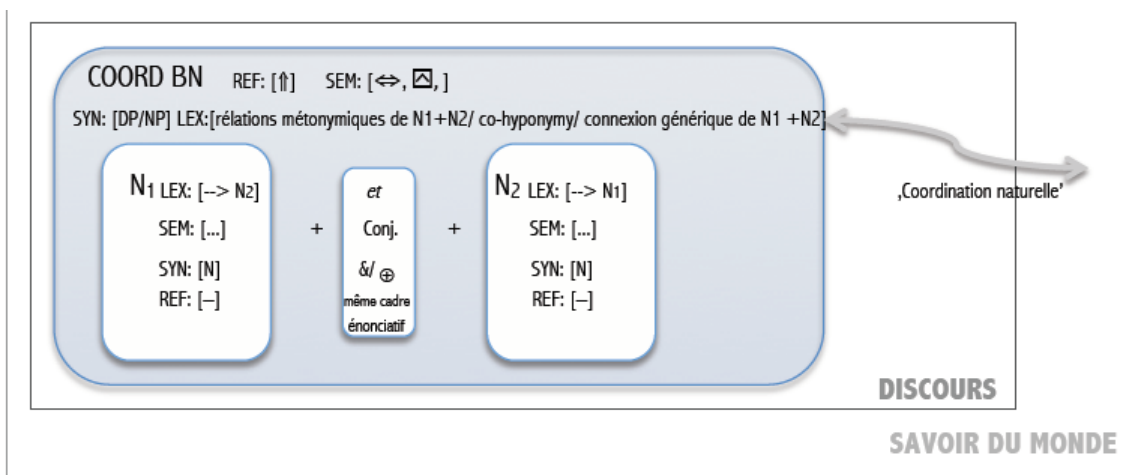 COORD BN REF: [⇑] SEM: [⇔, , ]
SYN: [DP/NP] LEX:[rélations métonymiques de N1+N2/ co-hyponymy/ connexion générique de N1 +N2]
N1 LEX: [--> N2]
SEM: [...]
SYN: [N]
REF: [–]
+
et
Conj.
&/ ⊕
même cadre
énonciatif
+
N2 LEX: [--> N1]
SEM: [...]
SYN: [N]
REF: [–]
‚Coordination naturelle’
DISCOURS
SAVOIR DU MONDE